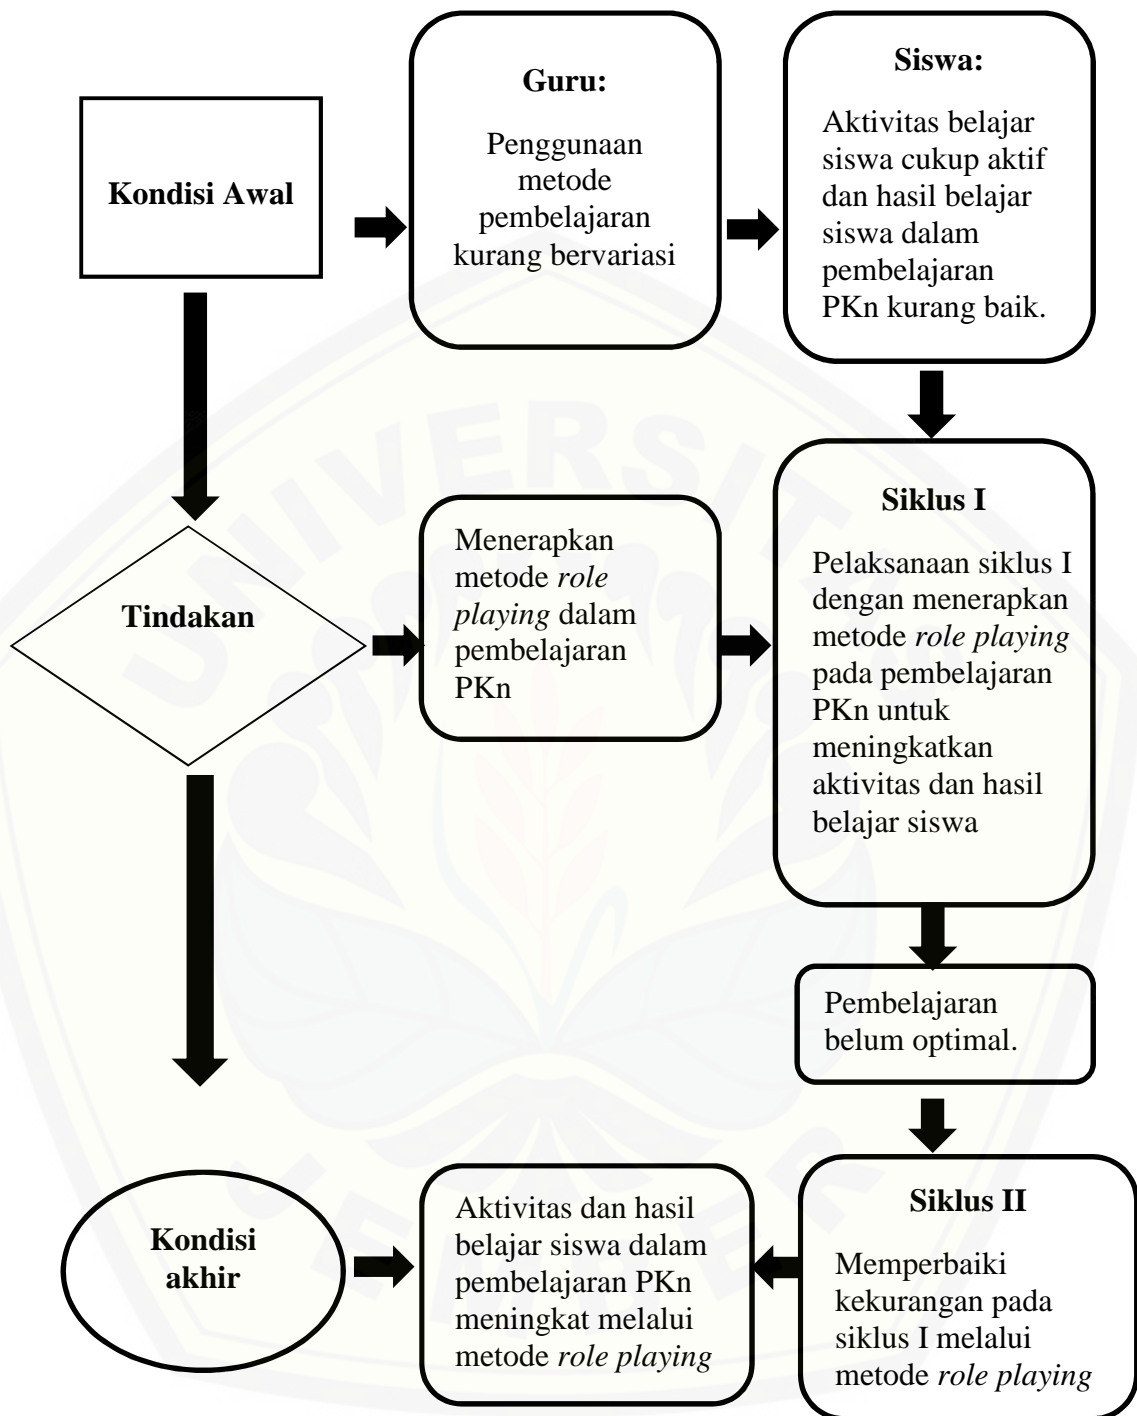 Kondisi Awal
Guru:
Penggunaan
metode
pembelajaran
kurang bervariasi
Siswa:
Aktivitas belajar
siswa cukup aktif
dan hasil belajar
siswa dalam
pembelajaran
PKn kurang baik.
Tindakan
Menerapkan
metode role
playing dalam
pembelajaran
PKn
Siklus I
Pelaksanaan siklus I
dengan menerapkan
metode role playing
pada pembelajaran
PKn untuk
meningkatkan
aktivitas dan hasil
belajar siswa
Pembelajaran
belum optimal.
Kondisi
akhir
Aktivitas dan hasil
belajar siswa dalam
pembelajaran PKn
meningkat melalui
metode role playing
Siklus II
Memperbaiki
kekurangan pada
siklus I melalui
metode role playing
UNIVERSITAS
JEMBER